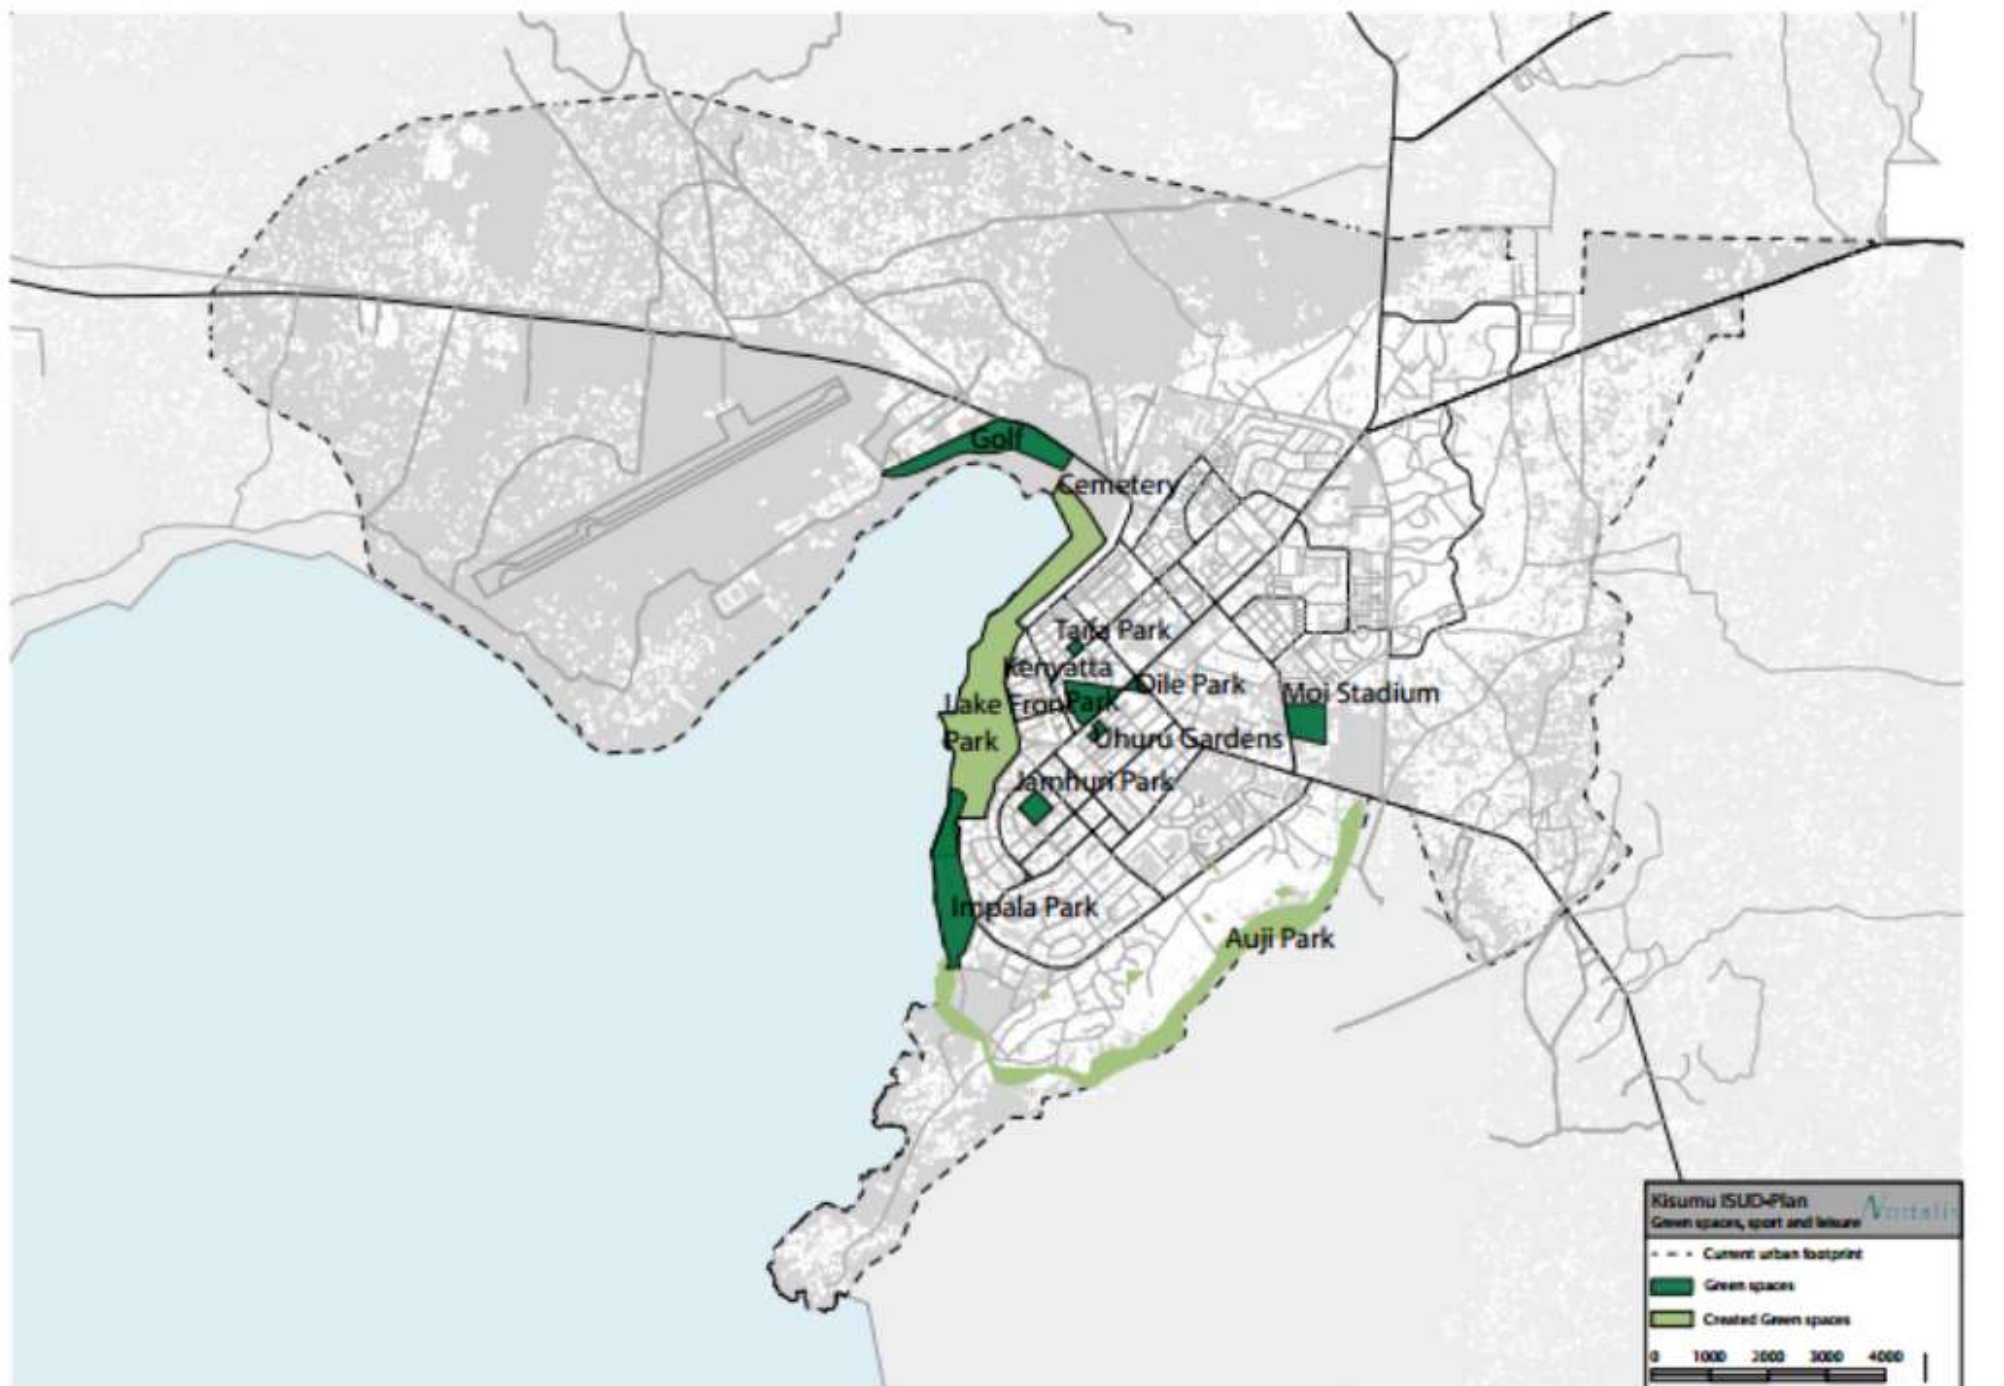 Golf
Cemetery
Taifa Park
Kenyatta
Park
Oile Park
Moi Stadium
Lake Front
Park
Uhuru Gardens
Jamhuri Park
Impala Park
Auji Park
Kisumu ISUD-Plan
Green spaces, sport and leisure
Current urban footprint
Green spaces
Created Green spaces
0 1000 2000 3000 4000